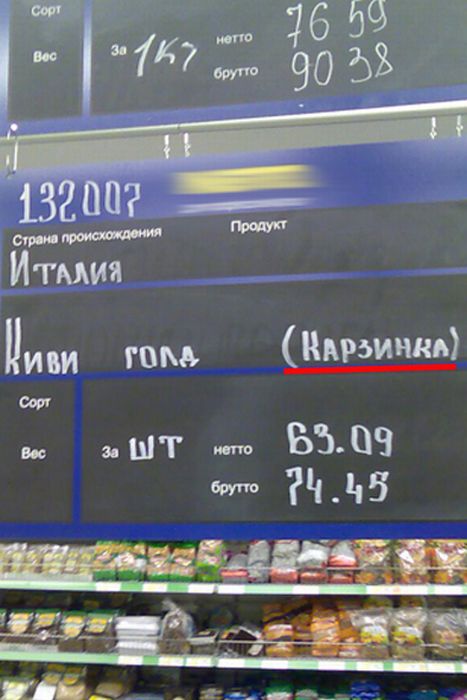 Сорт
Вес За 1кг нетто 76 59
брутто 90 38
132007
Страна происхождения Продукт
Италия
Киви голд (Карзинка)
Сорт
Вес За шт нетто 63.09
брутто 74.45